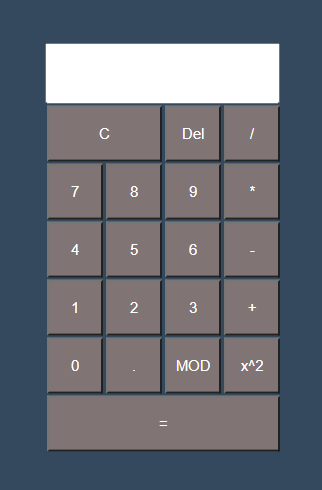 C Del /
7 8 9 *
4 5 6 -
1 2 3 +
0 . MOD x^2
=